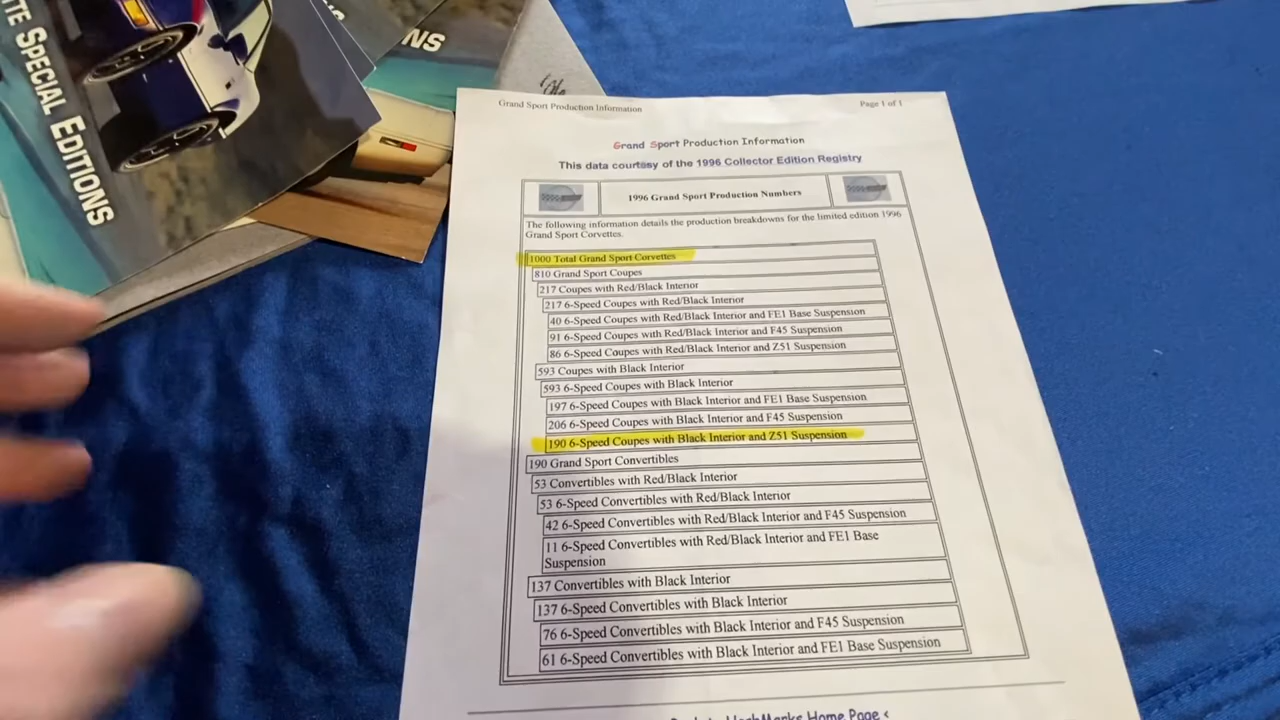 TE SPECIAL EDITIONS
NS
Grand Sport Production Information
Page 1 of 1
Grand Sport Production Information
This data courtesy of the 1996 Collector Edition Registry
1996 Grand Sport Production Numbers
The following information details the production breakdowns for the limited edition 1996
Grand Sport Corvettes.
1000 Total Grand Sport Corvettes
810 Grand Sport Coupes
217 Coupes with Red/Black Interior
217 6-Speed Coupes with Red/Black Interior
40 6-Speed Coupes with Red/Black Interior and FE1 Base Suspension
91 6-Speed Coupes with Red/Black Interior and F45 Suspension
86 6-Speed Coupes with Red/Black Interior and Z51 Suspension
593 Coupes with Black Interior
593 6-Speed Coupes with Black Interior
197 6-Speed Coupes with Black Interior and FE1 Base Suspension
206 6-Speed Coupes with Black Interior and F45 Suspension
190 6-Speed Coupes with Black Interior and Z51 Suspension
190 Grand Sport Convertibles
53 Convertibles with Red/Black Interior
53 6-Speed Convertibles with Red/Black Interior
42 6-Speed Convertibles with Red/Black Interior and F45 Suspension
11 6-Speed Convertibles with Red/Black Interior and FE1 Base
Suspension
137 Convertibles with Black Interior
137 6-Speed Convertibles with Black Interior
76 6-Speed Convertibles with Black Interior and F45 Suspension
61 6-Speed Convertibles with Black Interior and FE1 Base Suspension
Home Page <